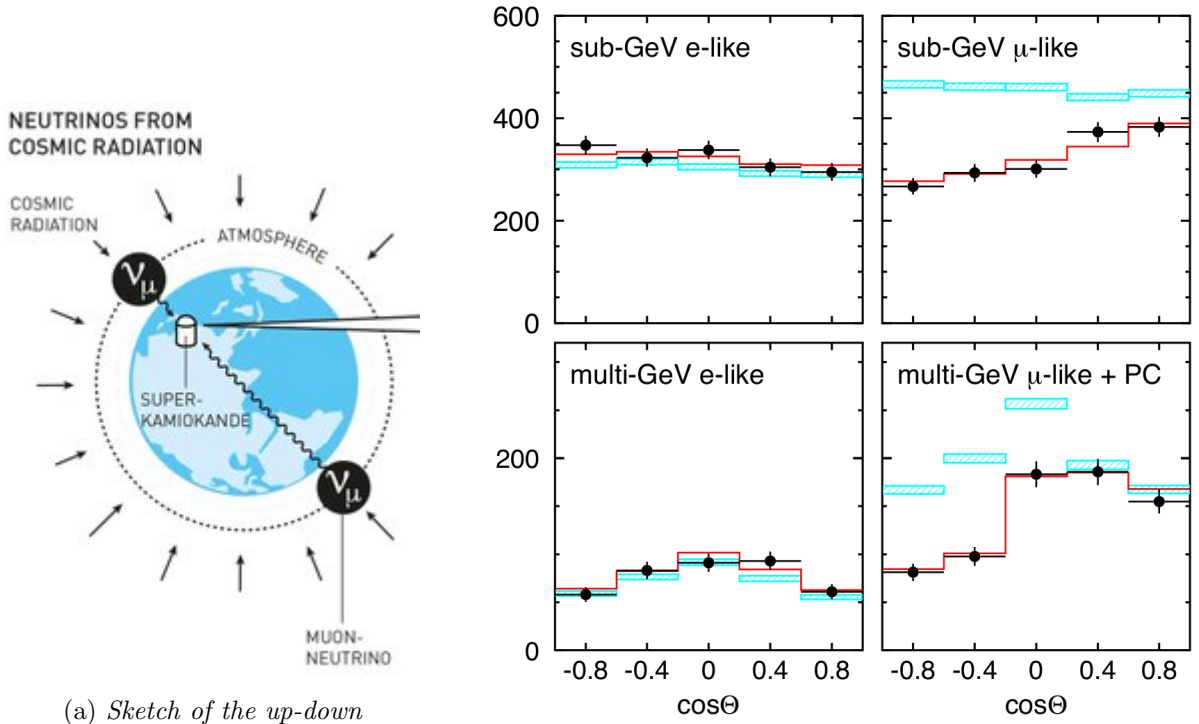 NEUTRINOS FROM
COSMIC RADIATION
COSMIC
RADIATION
ATMOSPHERE
νμ
SUPER-
KAMIOKANDE
νμ
MUON-
NEUTRINO
(a) Sketch of the up-down
600
400
200
0
sub-GeV e-like
sub-GeV μ-like
200
0
multi-GeV e-like
multi-GeV μ-like + PC
-0.8 -0.4 0 0.4 0.8
-0.8 -0.4 0 0.4 0.8
cosΘ
cosΘ